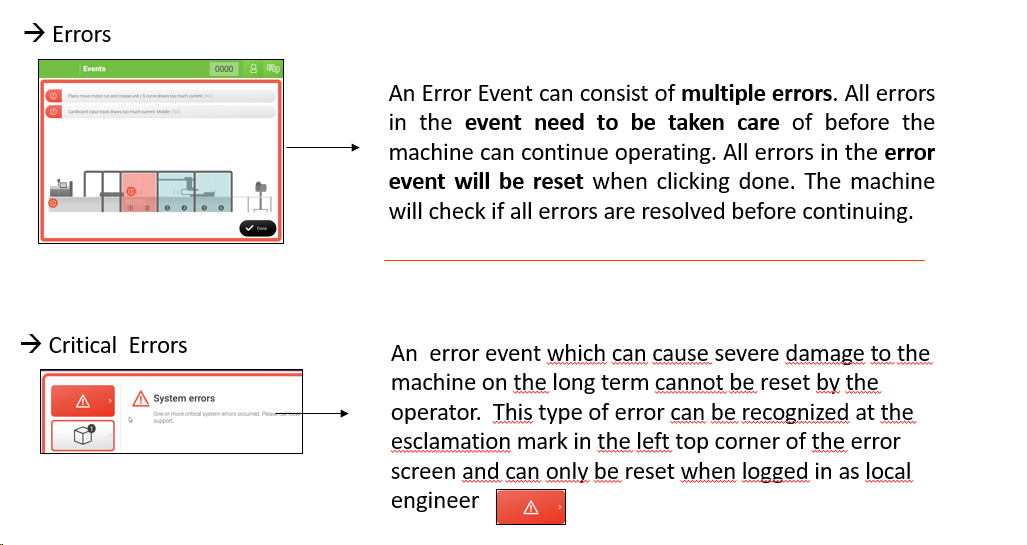 → Errors
Events
0000
Plano move motor cut and crease unit / S curve draws too much current
Cardboard input track draws too much current: Middle
Done
An Error Event can consist of multiple errors. All errors
in the event need to be taken care of before the
machine can continue operating. All errors in the error
event will be reset when clicking done. The machine
will check if all errors are resolved before continuing.
→ Critical Errors
1
System errors
One or more critical system errors occurred. Please call local
support.
An error event which can cause severe damage to the
machine on the long term cannot be reset by the
operator. This type of error can be recognized at the
esclamation mark in the left top corner of the error
screen and can only be reset when logged in as local
engineer